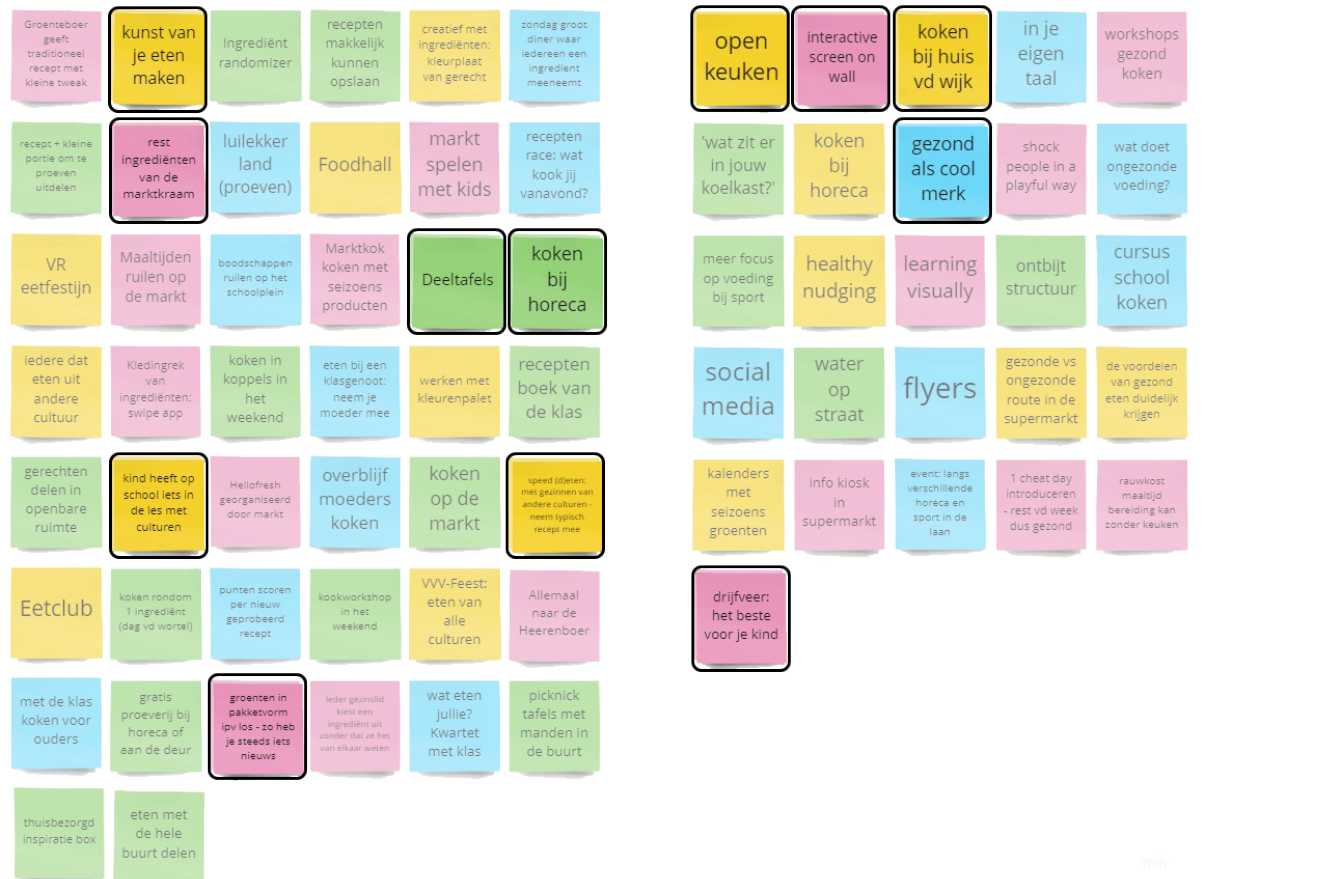 Groenteboer
geeft
traditioneel
recept met
kleine tweak
kunst van
je eten
maken
Ingrediënt
randomizer
recepten
makkelijk
kunnen
opslaan
creatief met
ingrediënten:
kleurplaat
van gerecht
zondag groot
diner waar
iedereen een
ingredient
meeneemt
recept + kleine
portie om te
proeven
uitdelen
rest
ingrediënten
van de
marktkraam
luilekker
land
(proeven)
Foodhall
markt
spelen
met kids
recepten
race: wat
kook jij
vanavond?
VR
eetfestijn
Maaltijden
ruilen op
de markt
boodschappen
ruilen op het
schoolplein
Marktkok
koken met
seizoens
producten
Deeltafels
koken
bij
horeca
iedere dat
eten uit
andere
cultuur
Kledingrek
van
ingrediënten:
swipe app
koken in
koppels in
het
weekend
eten bij een
klasgenoot:
neem je
moeder mee
werken met
kleurenpalet
recepten
boek van
de klas
gerechten
delen in
openbare
ruimte
kind heeft op
school iets in
de les met
culturen
Hellofresh
georganiseerd
door markt
overblijf
moeders
koken
koken
op de
markt
speed (d)eten:
met gezinnen van
andere culturen -
neem typisch
recept mee
Eetclub
koken rondom
1 ingrediënt
(dag vd wortel)
punten scoren
per nieuw
geprobeerd
recept
kookworkshop
in het
weekend
VVV-Feest:
eten van
alle
culturen
Allemaal
naar de
Heerenboer
met de klas
koken voor
ouders
gratis
proeverij bij
horeca of
aan de deur
groenten in
pakketvorm
ipv los - zo heb
je steeds iets
nieuws
ieder gezinslid
kiest een
ingrediënt uit
zonder dat ze het
van elkaar weten
wat eten
jullie?
Kwartet
met klas
picknick
tafels met
manden in
de buurt
thuisbezorgd
inspiratie box
eten met
de hele
buurt delen
open
keuken
interactive
screen on
wall
koken
bij huis
vd wijk
in je
eigen
taal
workshops
gezond
koken
'wat zit er
in jouw
koelkast?'
koken
bij
horeca
gezond
als cool
merk
shock
people in a
playful way
wat doet
ongezonde
voeding?
meer focus
op voeding
bij sport
healthy
nudging
learning
visually
ontbijt
structuur
cursus
school
koken
social
media
water
op
straat
flyers
gezonde vs
ongezonde
route in de
supermarkt
de voordelen
van gezond
eten duidelijk
krijgen
kalenders
met
seizoens
groenten
info kiosk
in
supermarkt
event: langs
verschillende
horeca en
sport in de
laan
1 cheat day
introduceren
- rest vd week
dus gezond
rauwkost
maaltijd
bereiding kan
zonder keuken
drijfveer:
het beste
voor je kind